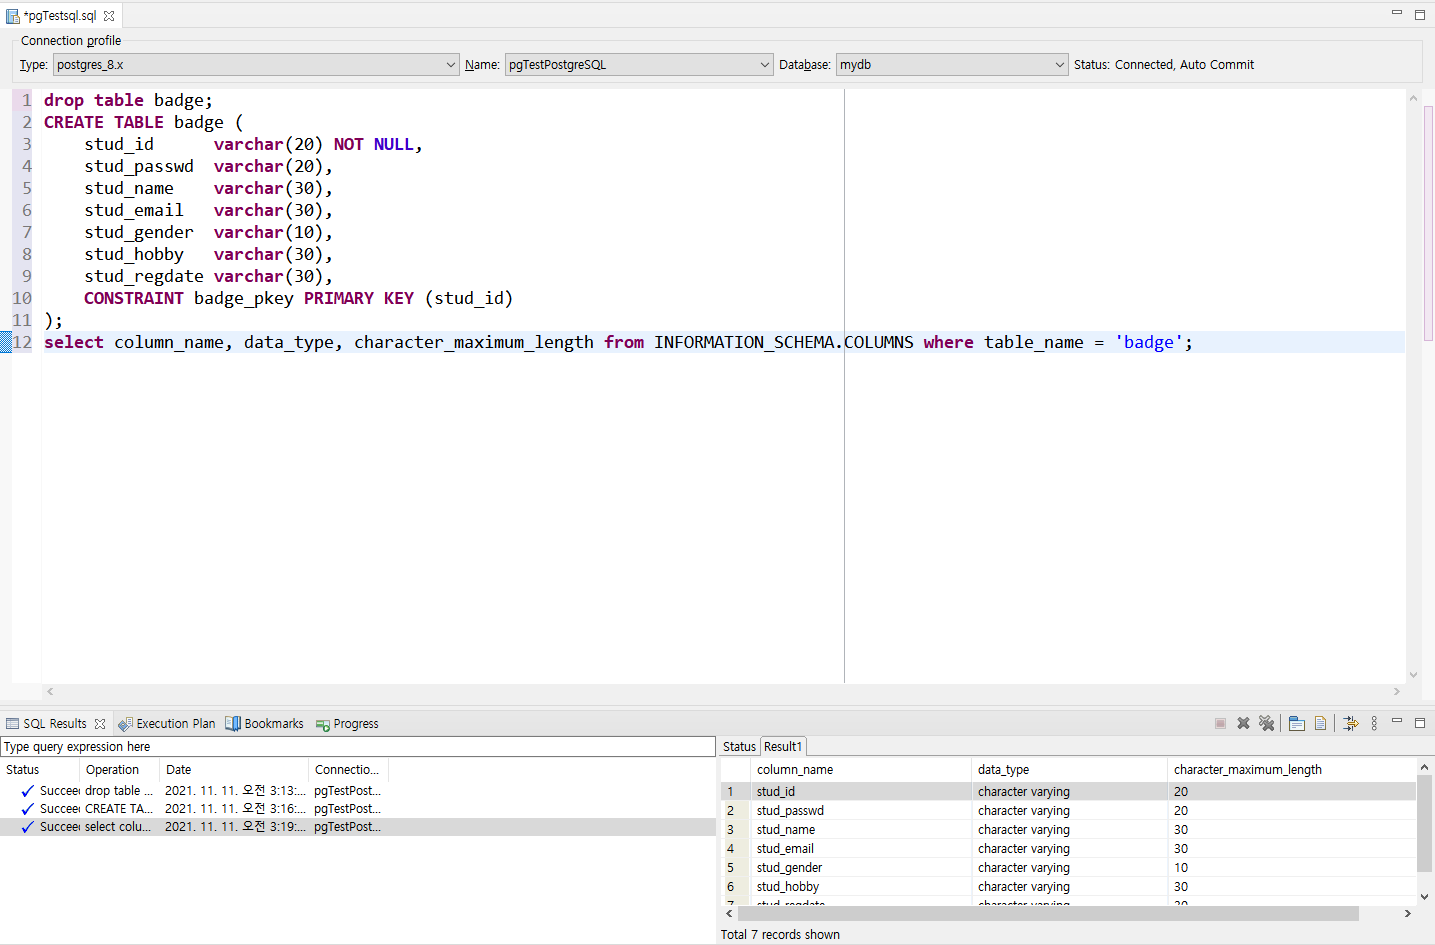 *pgTestsql.sql
Connection profile
Type: postgres_8.x Name: pgTestPostgreSQL Database: mydb Status: Connected, Auto Commit
1 drop table badge;
2 CREATE TABLE badge (
3 stud_id varchar(20) NOT NULL,
4 stud_passwd varchar(20),
5 stud_name varchar(30),
6 stud_email varchar(30),
7 stud_gender varchar(10),
8 stud_hobby varchar(30),
9 stud_regdate varchar(30),
10 CONSTRAINT badge_pkey PRIMARY KEY (stud_id)
11 );
12 select column_name, data_type, character_maximum_length from INFORMATION_SCHEMA.COLUMNS where table_name = 'badge';
SQL Results Execution Plan Bookmarks Progress
Type query expression here
Status Operation Date Connectio...
Succee drop table ... 2021. 11. 11. 오전 3:13:... pgTestPost...
Succee CREATE TA... 2021. 11. 11. 오전 3:16:... pgTestPost...
Succee select colu... 2021. 11. 11. 오전 3:19:... pgTestPost...
Status Result1
column_name data_type character_maximum_length
1 stud_id character varying 20
2 stud_passwd character varying 20
3 stud_name character varying 30
4 stud_email character varying 30
5 stud_gender character varying 10
6 stud_hobby character varying 30
7 stud_regdate character varying 30
Total 7 records shown